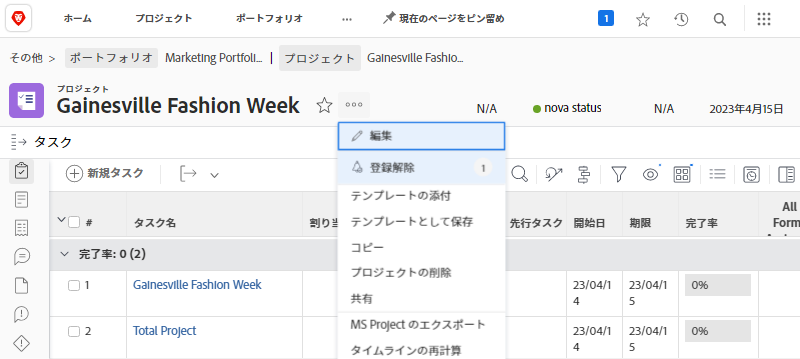 ホーム プロジェクト ポートフォリオ ... 現在のページをピン留め 1
その他 > ポートフォリオ Marketing Portfoli... | プロジェクト Gainesville Fashio...
プロジェクト
Gainesville Fashion Week
N/A nova status N/A 2023年4月15日
タスク
新規タスク
編集
登録解除 1
テンプレートの添付
テンプレートとして保存
コピー
プロジェクトの削除
共有
MS Project のエクスポート
タイムラインの再計算
# タスク名 割り当 先行タスク 開始日 期限 完了率 All
Form
完了率: 0 (2)
1 Gainesville Fashion Week 23/04/1
4 23/04/1
5 0%
2 Total Project 23/04/1
4 23/04/1
5 0%